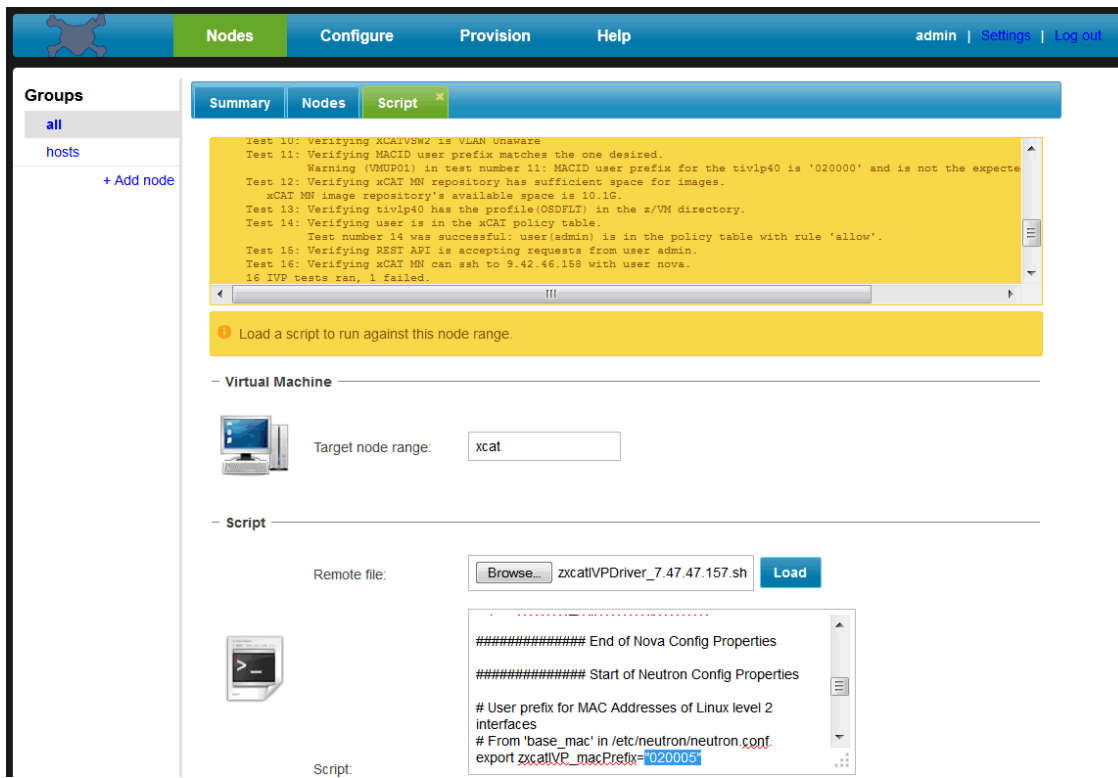 Nodes Configure Provision Help admin | Settings | Log out
Groups
all
hosts
+ Add node
Summary Nodes Script
Test 10: Verifying XCATVSW2 is VLAN Unaware
Test 11: Verifying MACID user prefix matches the one desired.
Warning (VMUP01) in test number 11: MACID user prefix for the tivlp40 is '020000' and is not the expecte
Test 12: Verifying xCAT MN repository has sufficient space for images.
xCAT MN image repository's available space is 10.1G.
Test 13: Verifying tivlp40 has the profile(OSDFLT) in the z/VM directory.
Test 14: Verifying user is in the xCAT policy table.
Test number 14 was successful: user(admin) is in the policy table with rule 'allow'.
Test 15: Verifying REST API is accepting requests from user admin.
Test 16: Verifying xCAT MN can ssh to 9.42.46.158 with user nova.
16 IVP tests ran, 1 failed.
Load a script to run against this node range.
Virtual Machine
Target node range: xcat
Script
Remote file: Browse... zxcatIVPDriver_7.47.47.157.sh Load
############## End of Nova Config Properties
############## Start of Neutron Config Properties
# User prefix for MAC Addresses of Linux level 2
interfaces
# From 'base_mac' in /etc/neutron/neutron.conf.
export zxcatIVP_macPrefix="020005"
Script: